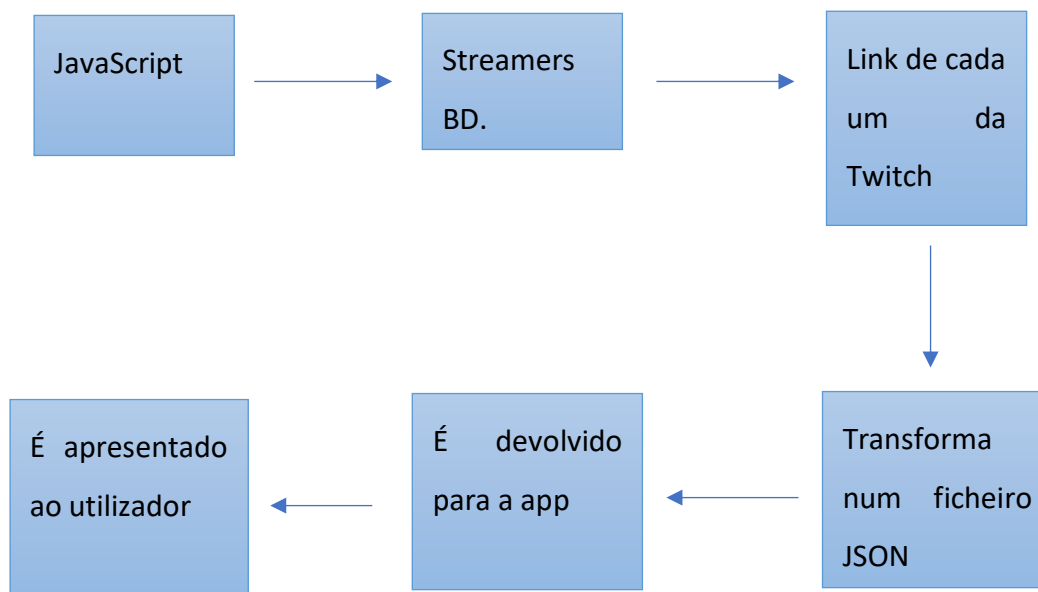 JavaScript
Streamers
BD.
Link de cada
um da
Twitch
Transforma
num ficheiro
JSON
É devolvido
para a app
É apresentado
ao utilizador